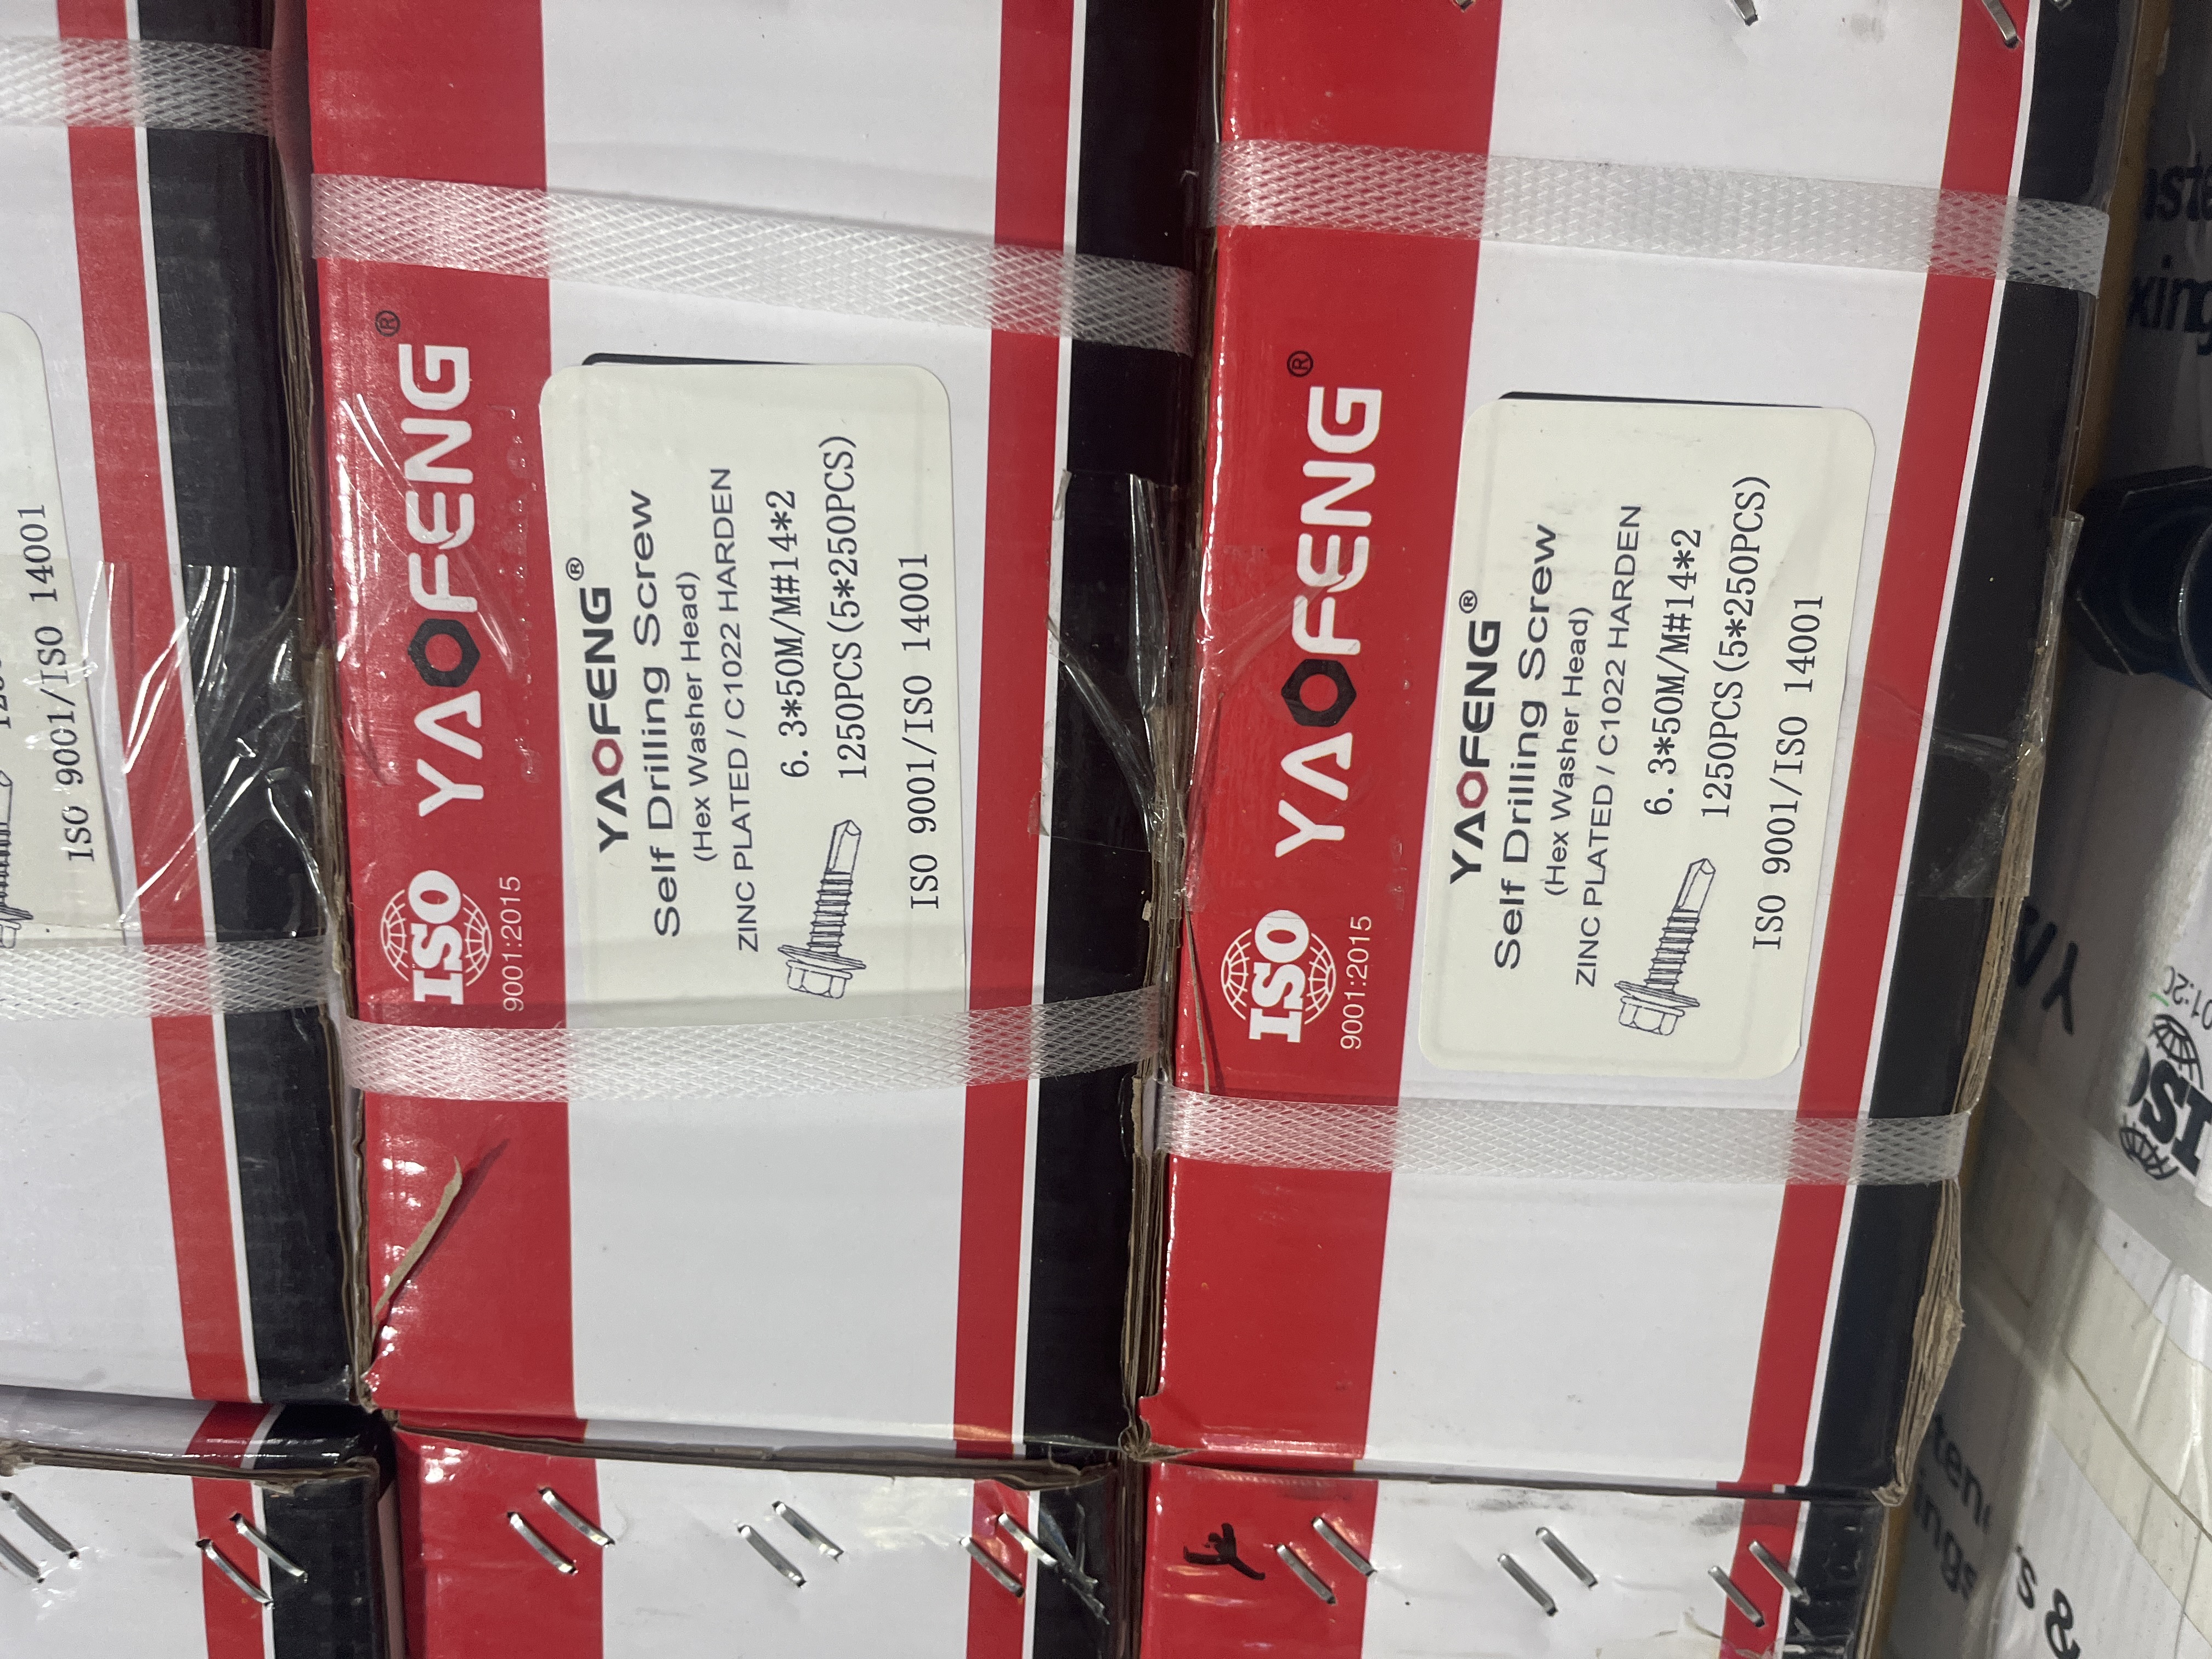 ISO 9001/ISO 14001
ISO YAOFENG®
9001:2015
YAOFENG®
Self Drilling Screw
(Hex Washer Head)
ZINC PLATED / C1022 HARDEN
6.3*50M/M#14*2
1250PCS(5*250PCS)
ISO 9001/ISO 14001
ISO YAOFENG®
9001:2015
YAOFENG®
Self Drilling Screw
(Hex Washer Head)
ZINC PLATED / C1022 HARDEN
6.3*50M/M#14*2
1250PCS(5*250PCS)
ISO 9001/ISO 14001
ISO
& S